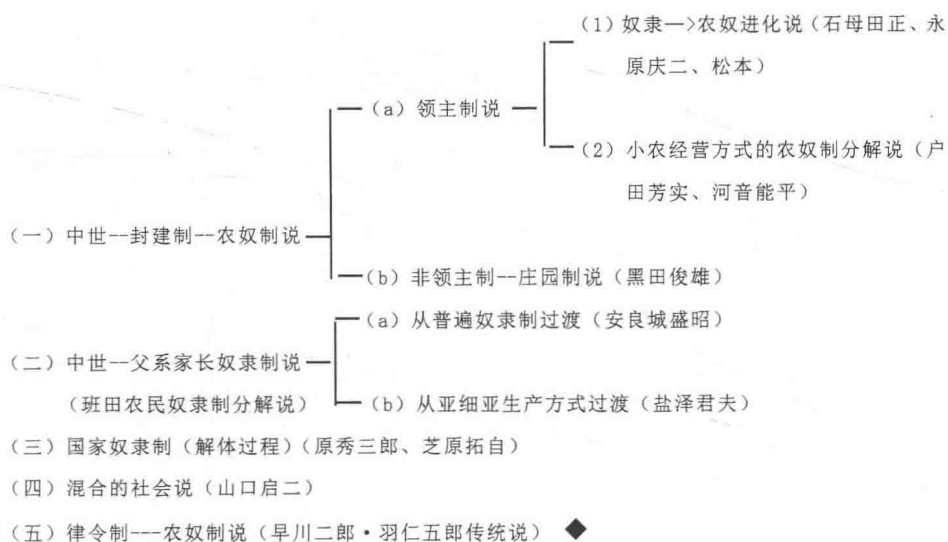 （1）奴隶—>农奴进化说（石母田正、永
原庆二、松本）
（a）领主制说
（2）小农经营方式的农奴制分解说（户
田芳实、河音能平）
（一）中世--封建制--农奴制说
（b）非领主制--庄园制说（黑田俊雄）
（a）从普遍奴隶制过渡（安良城盛昭）
（二）中世--父系家长奴隶制说
（班田农民奴隶制分解说）
（b）从亚细亚生产方式过渡（盐泽君夫）
（三）国家奴隶制（解体过程）（原秀三郎、芝原拓自）
（四）混合的社会说（山口启二）
（五）律令制---农奴制说（早川二郎·羽仁五郎传统说）◆